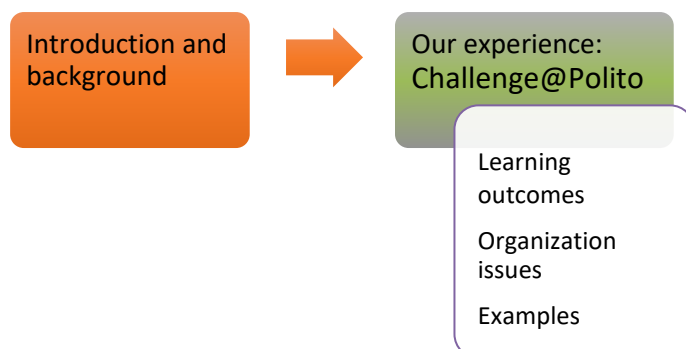 Introduction and
background
Our experience:
Challenge@Polito
Learning
outcomes
Organization
issues
Examples